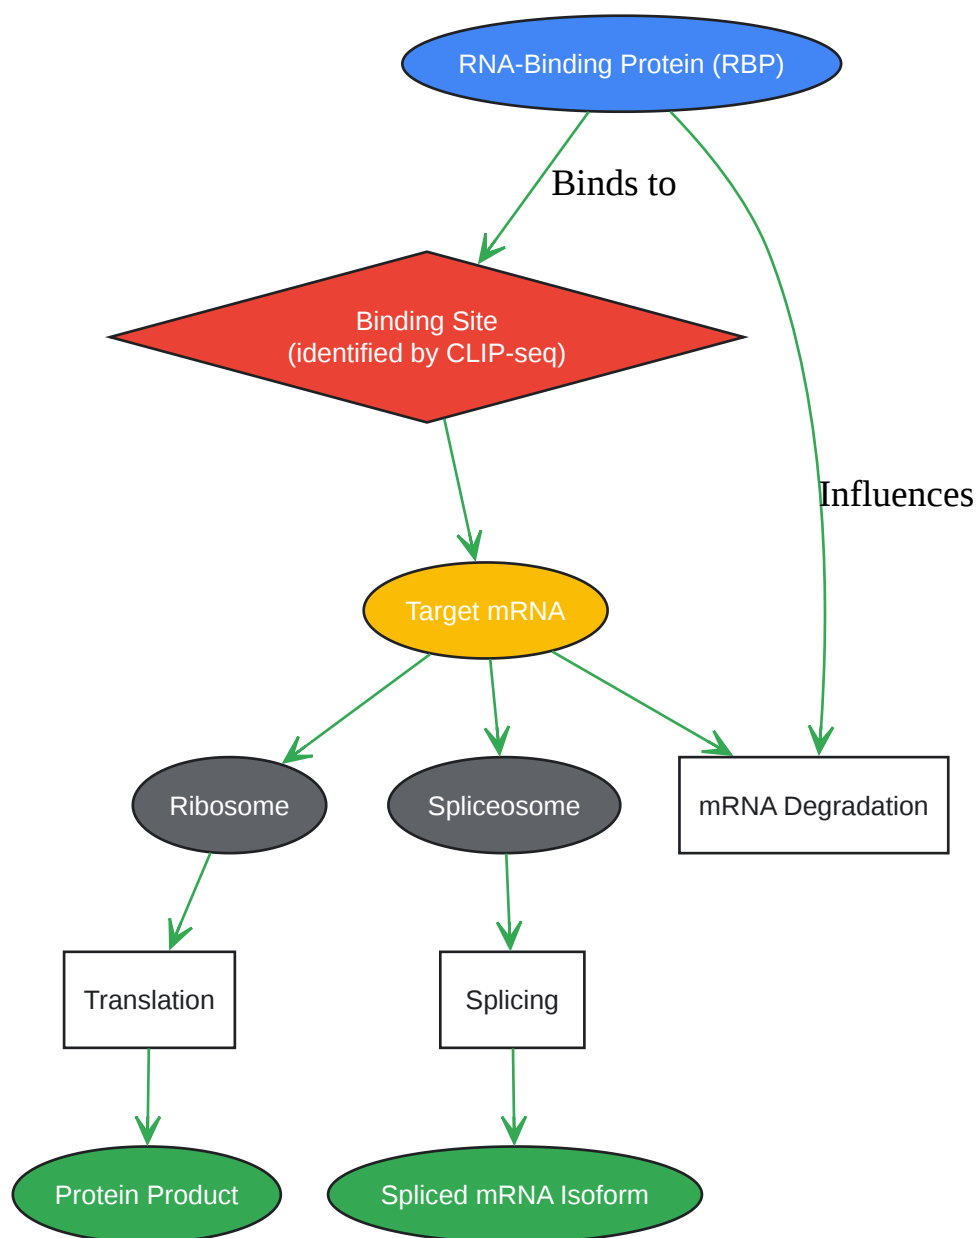 RNA-Binding Protein (RBP)
Binds to
Binding Site
(identified by CLIP-seq)
Influences
Target mRNA
Ribosome
Spliceosome
mRNA Degradation
Translation
Splicing
Protein Product
Spliced mRNA Isoform